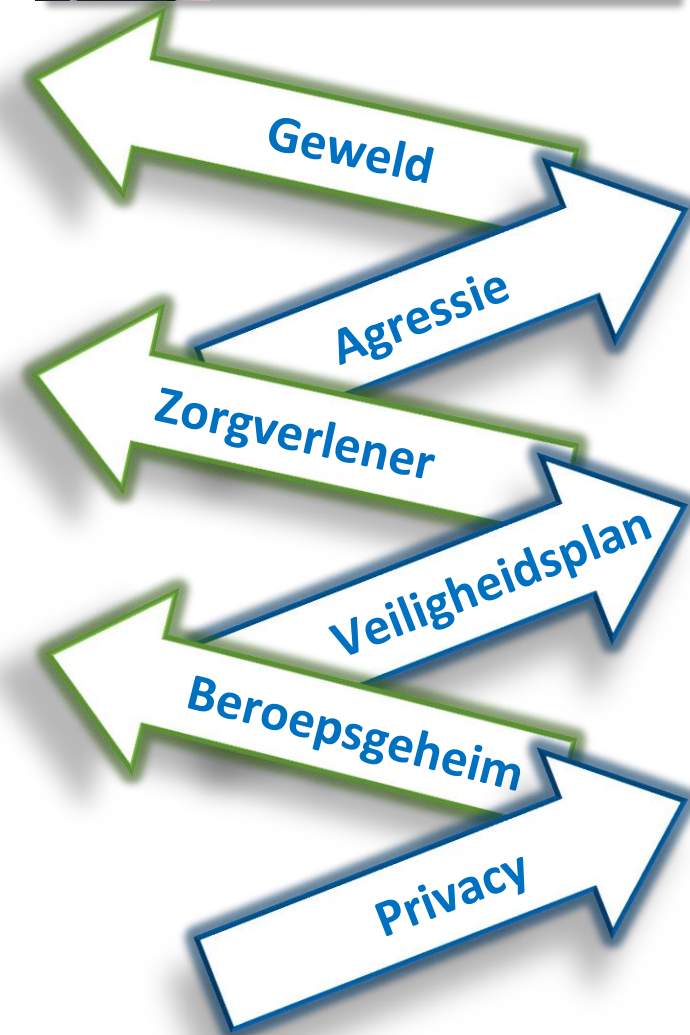 Geweld
Agressie
Zorgverlener
Veiligheidsplan
Beroepsgeheim
Privacy